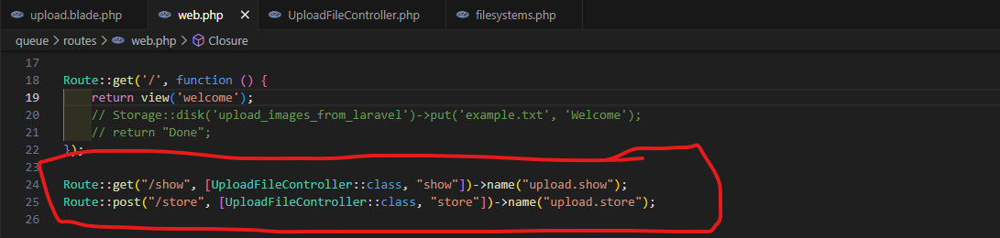 upload.blade.php web.php UploadFileController.php filesystems.php
queue > routes > web.php > Closure
17
18 Route::get('/', function () {
19 return view('welcome');
20 // Storage::disk('upload_images_from_laravel')->put('example.txt', 'Welcome');
21 // return "Done";
22 });
23
24 Route::get("/show", [UploadFileController::class, "show"])->name("upload.show");
25 Route::post("/store", [UploadFileController::class, "store"])->name("upload.store");
26